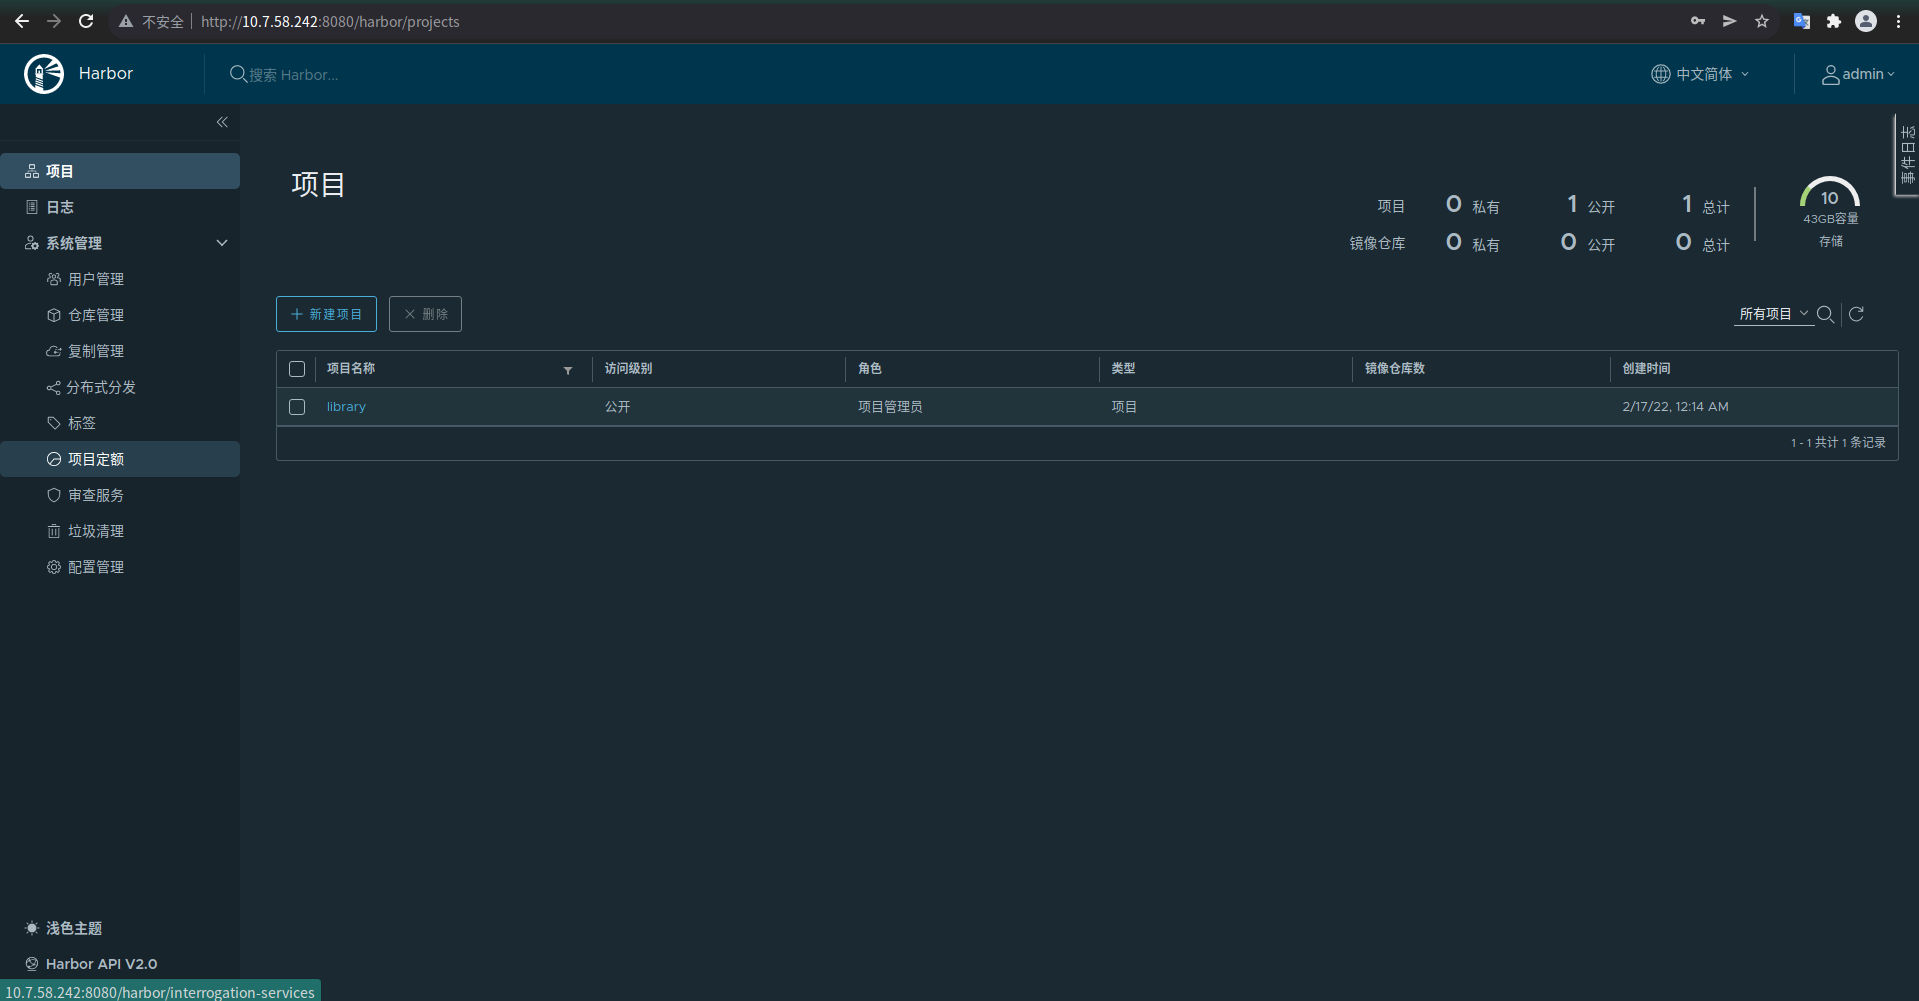 不安全 http://10.7.58.242:8080/harbor/projects
Harbor 搜索 Harbor... 中文简体 admin
事件日志
项目
日志
系统管理
用户管理
仓库管理
复制管理
分布式分发
标签
项目定额
审查服务
垃圾清理
配置管理
浅色主题
Harbor API V2.0
项目
项目 0 私有 1 公开 1 总计
镜像仓库 0 私有 0 公开 0 总计
10
43GB容量
存储
新建项目 删除 所有项目
项目名称 访问级别 角色 类型 镜像仓库数 创建时间
library 公开 项目管理员 项目 2/17/22, 12:14 AM
1 - 1 共计 1 条记录
10.7.58.242:8080/harbor/interrogation-services